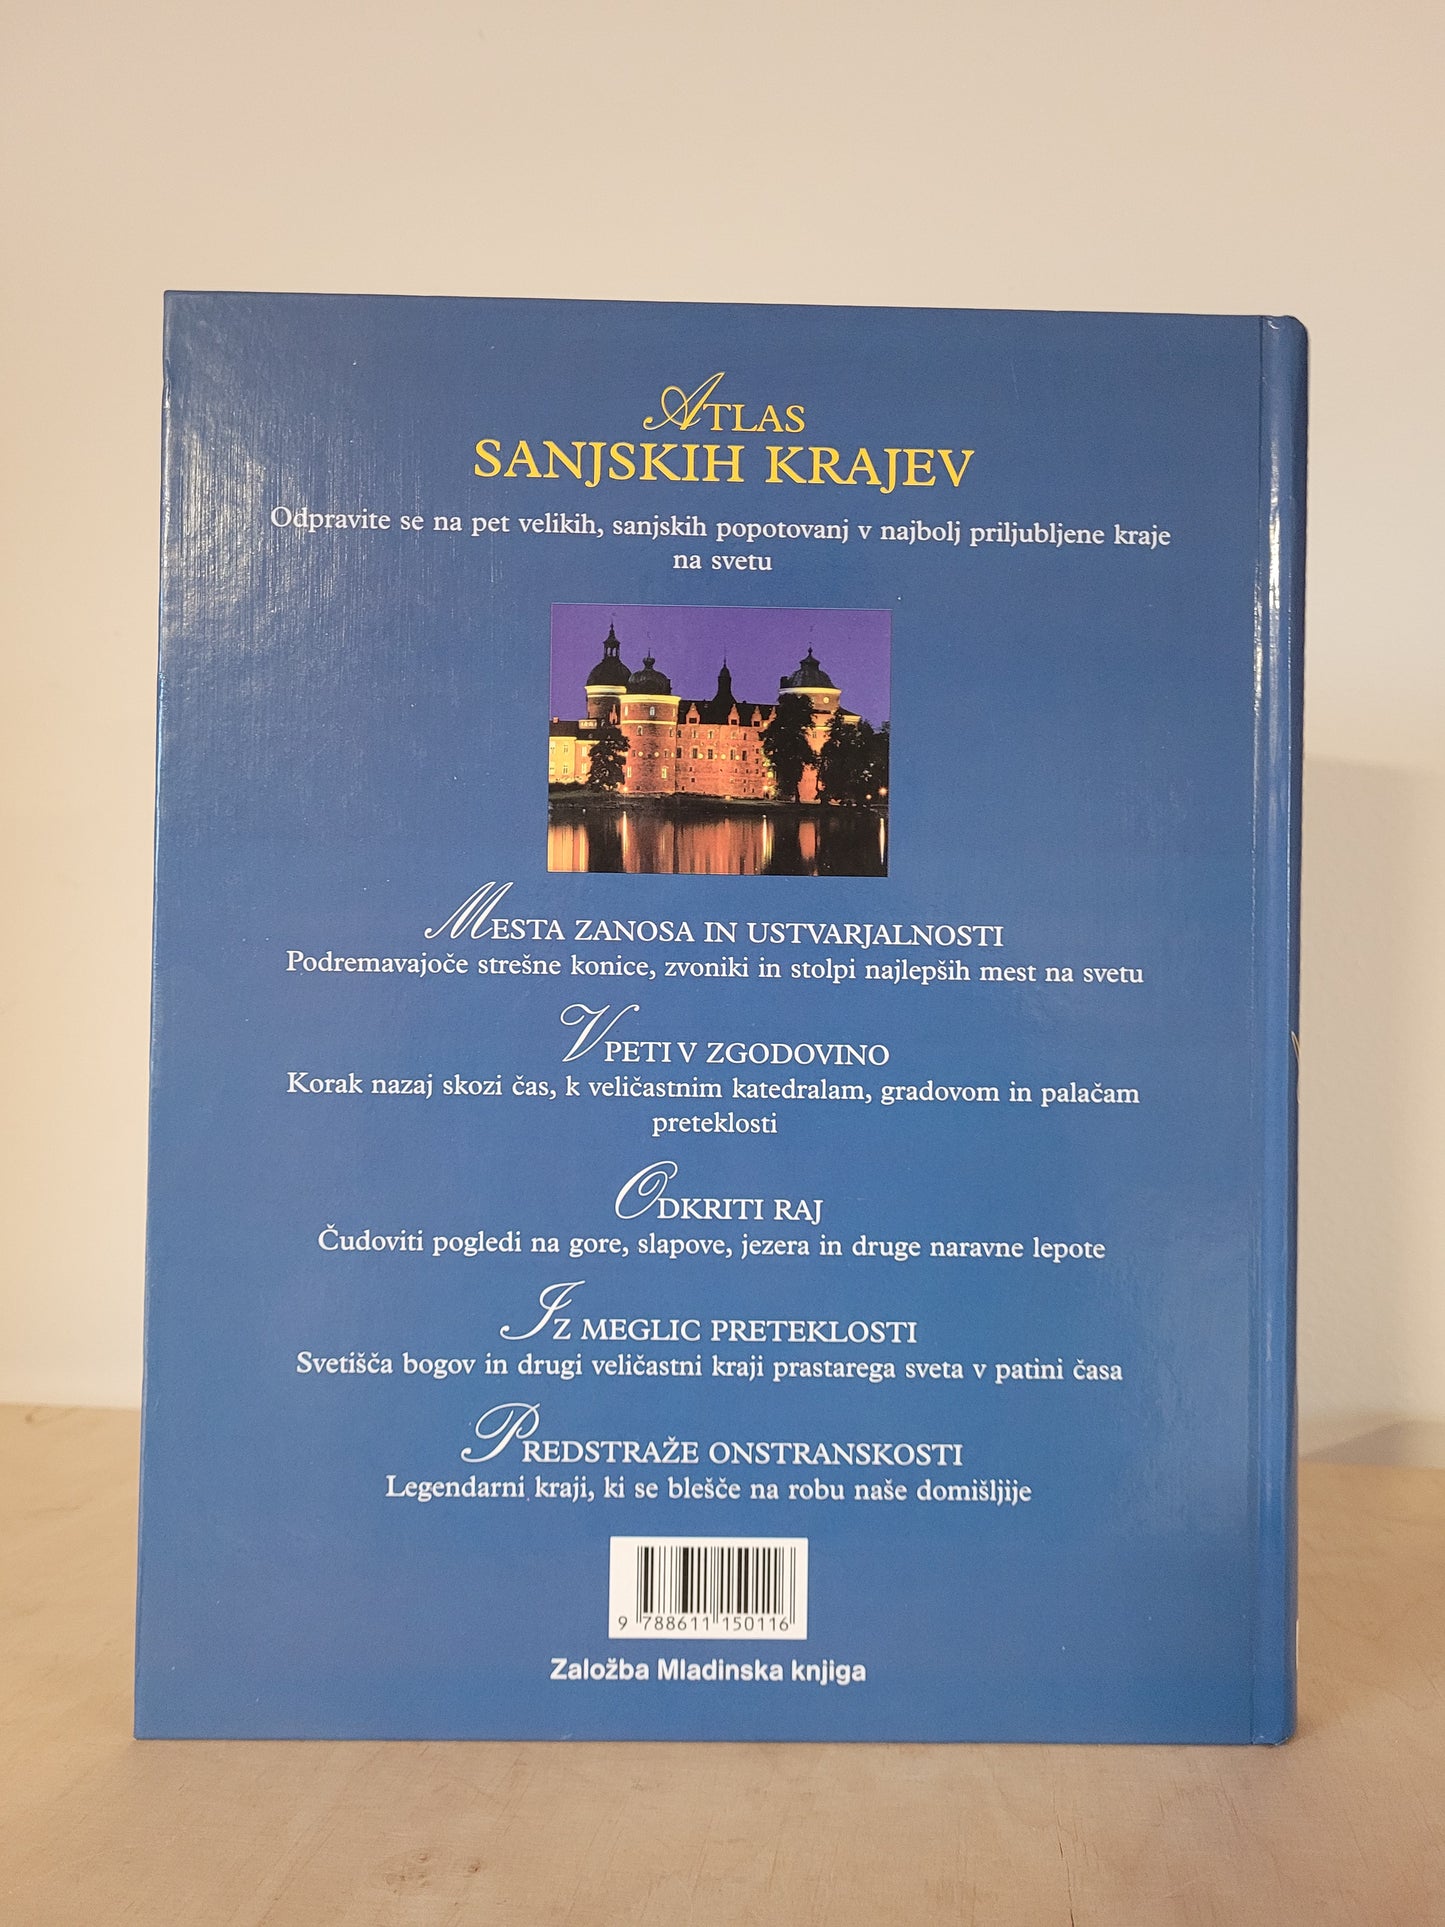 ATLAS
SANJSKIH KRAJEV
Odpravite se na pet velikih, sanjskih popotovanj v najbolj priljubljene kraje
na svetu
MESTA ZANOSA IN USTVARJALNOSTI
Podremavajoče strešne konice, zvoniki in stolpi najlepših mest na svetu
VPETI V ZGODOVINO
Korak nazaj skozi čas, k veličastnim katedralam, gradovom in palačam
preteklosti
ODKRITI RAJ
Čudoviti pogledi na gore, slapove, jezera in druge naravne lepote
IZ MEGLIC PRETEKLOSTI
Svetišča bogov in drugi veličastni kraji prastarega sveta v patini časa
PREDSTRAŽE ONSTRANSKOSTI
Legendarni kraji, ki se blešče na robu naše domišljije
9 788611 150116
Založba Mladinska knjiga